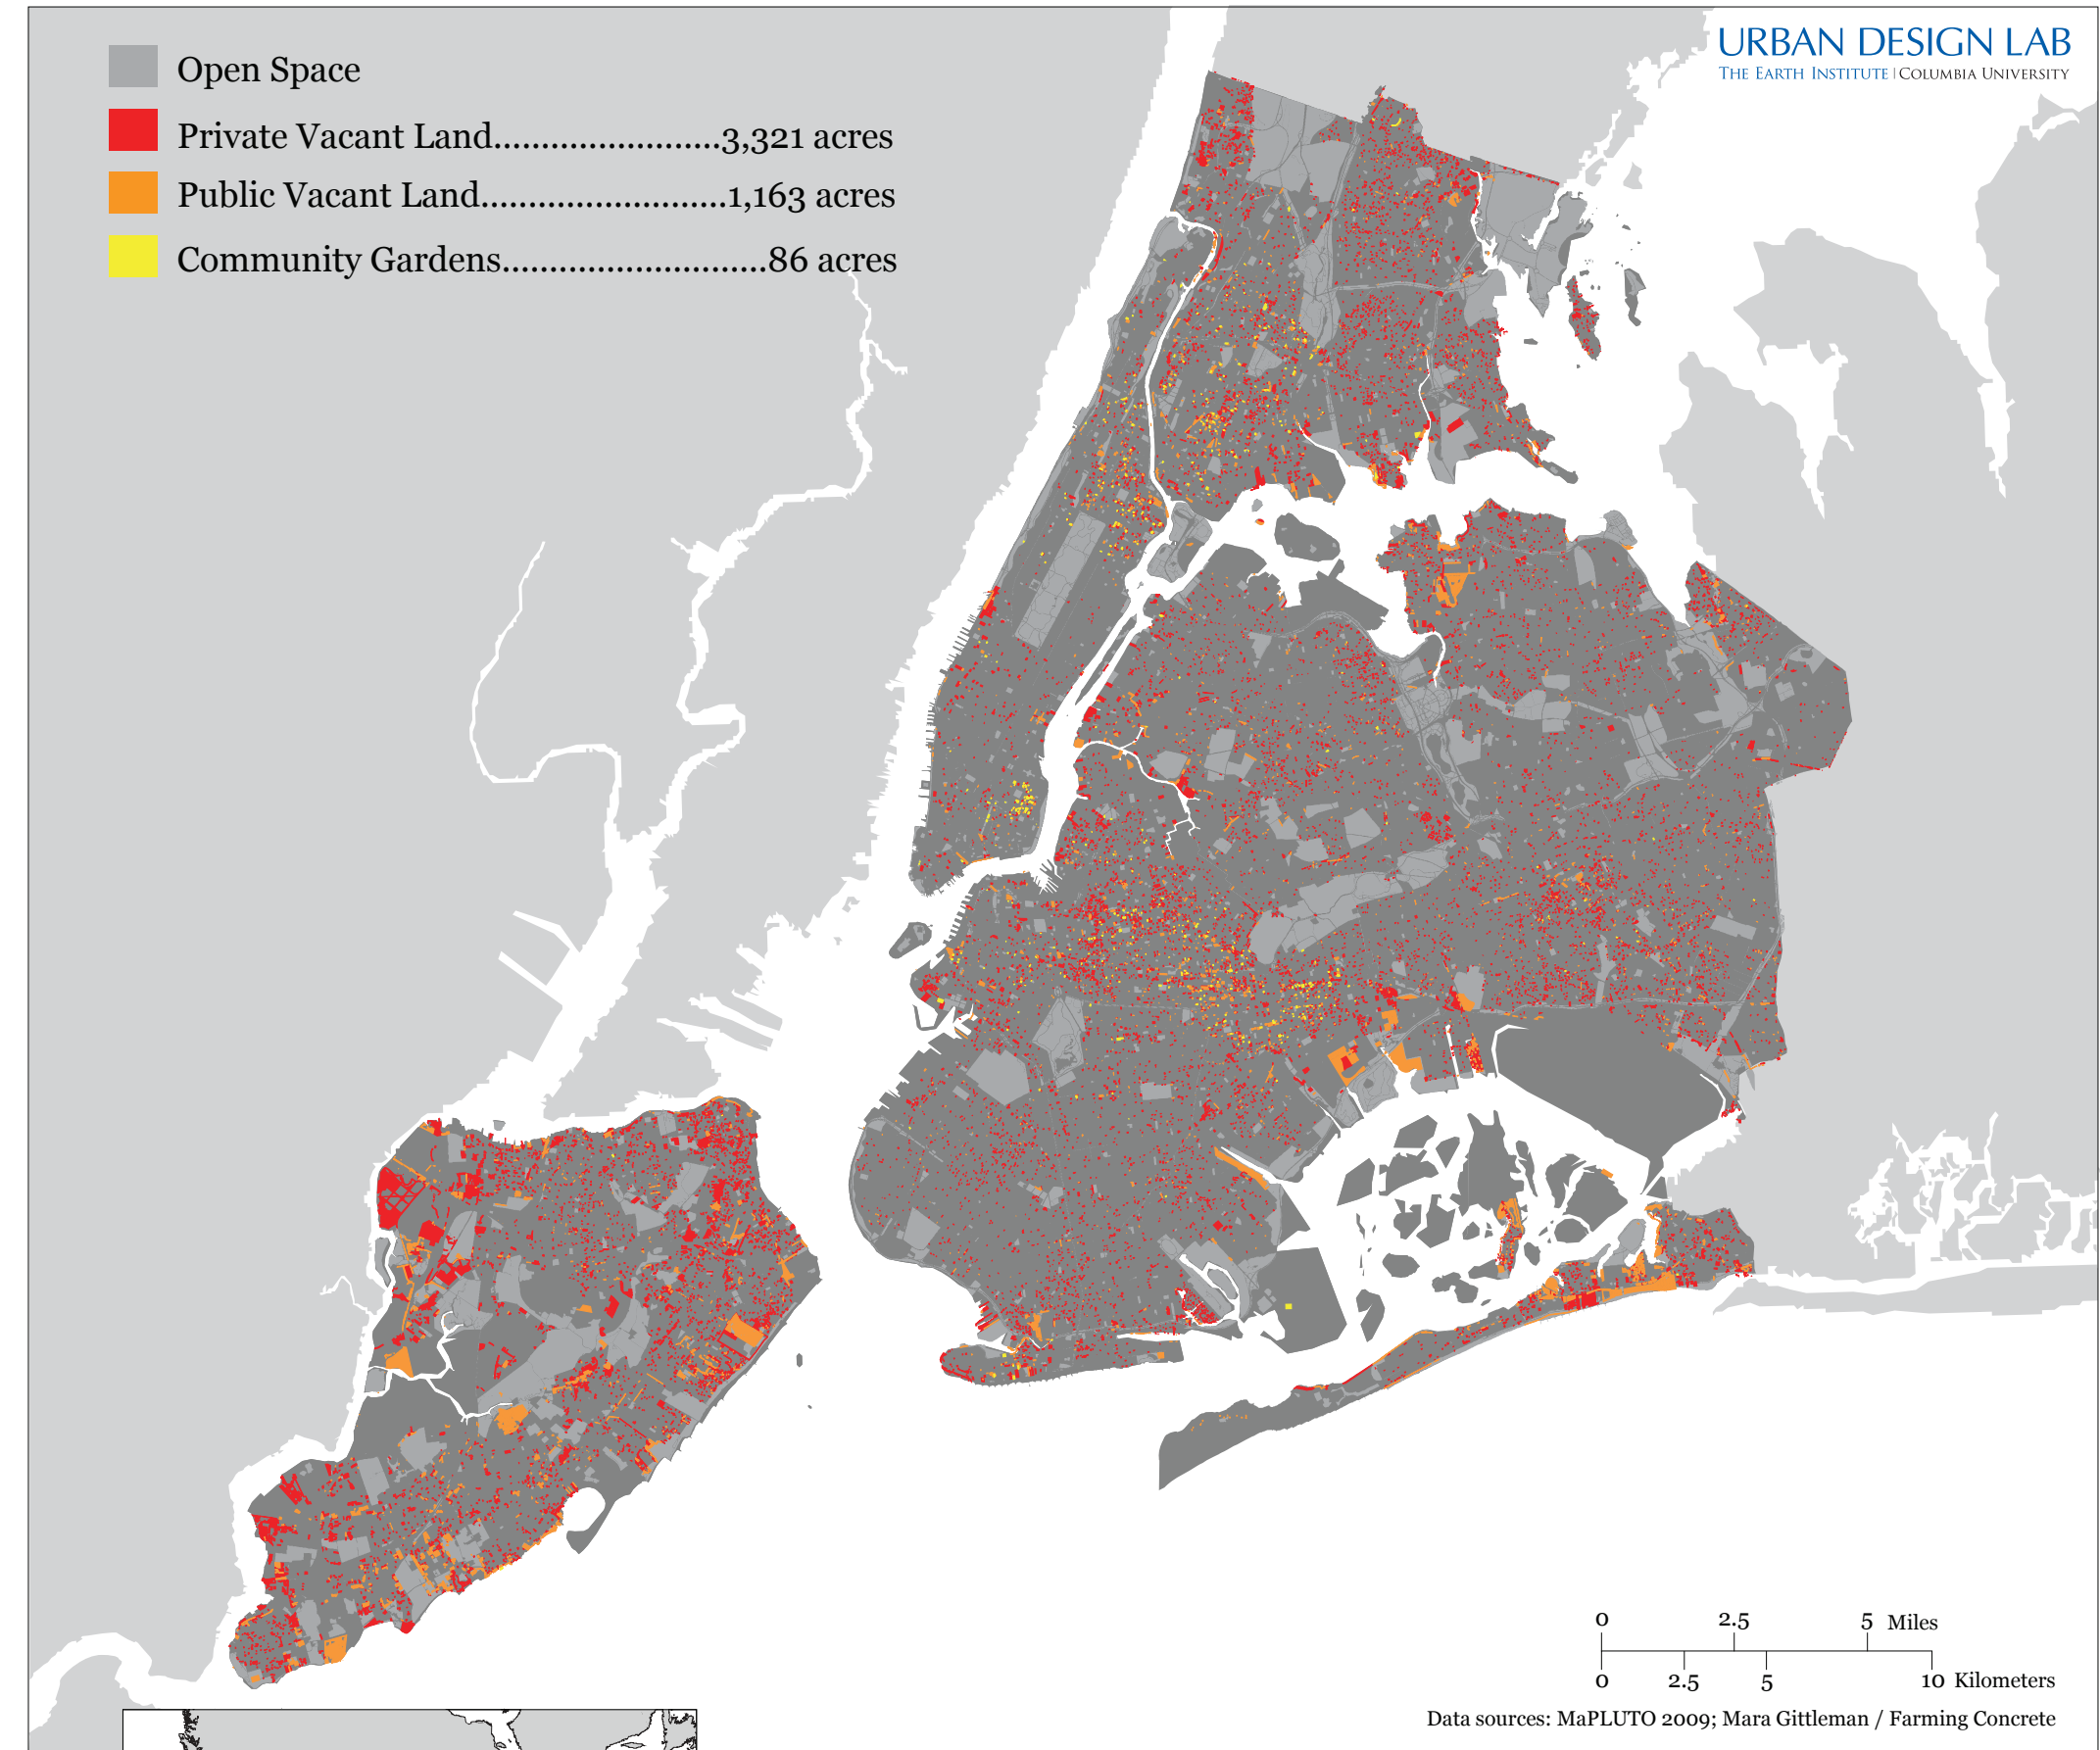 URBAN DESIGN LAB
THE EARTH INSTITUTE | COLUMBIA UNIVERSITY
Open Space
Private Vacant Land........................3,321 acres
Public Vacant Land..........................1,163 acres
Community Gardens............................86 acres
0 2.5 5 Miles
0 2.5 5 10 Kilometers
Data sources: MaPLUTO 2009; Mara Gittleman / Farming Concrete